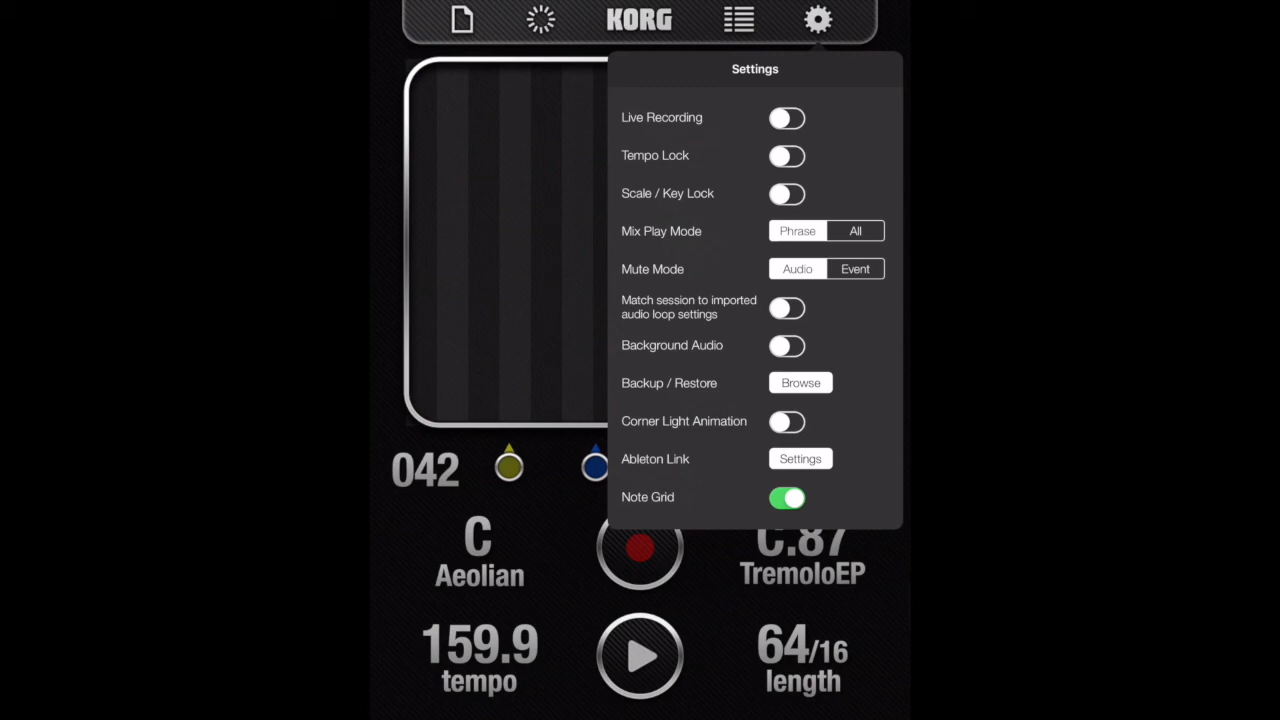 KORG
Settings
Live Recording
Tempo Lock
Scale / Key Lock
Mix Play Mode Phrase All
Mute Mode Audio Event
Match session to imported
audio loop settings
Background Audio
Backup / Restore Browse
Corner Light Animation
Ableton Link Settings
Note Grid
042
C C.87
Aeolian TremoloEP
159.9 64/16
tempo length